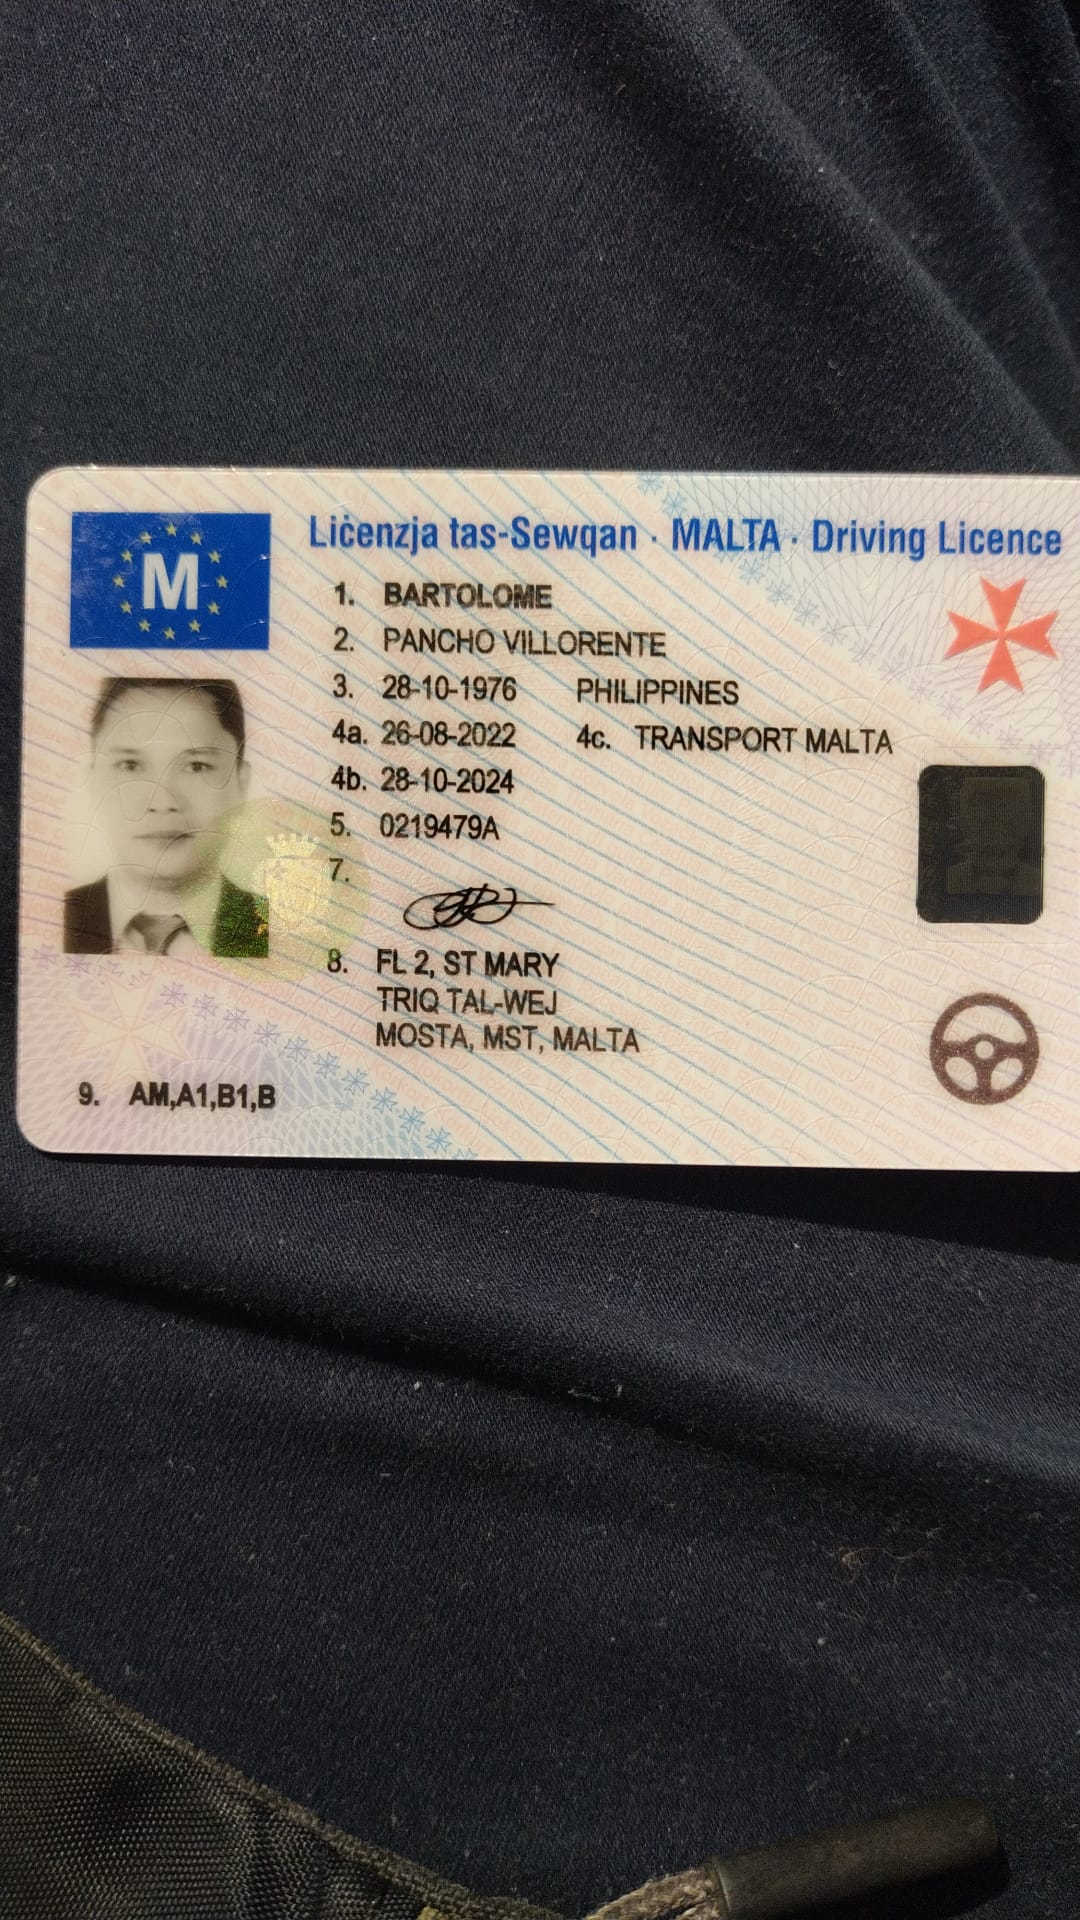 M
Liċenzja tas-Sewqan · MALTA · Driving Licence
1. BARTOLOME
2. PANCHO VILLORENTE
3. 28-10-1976 PHILIPPINES
4a. 26-08-2022 4c. TRANSPORT MALTA
4b. 28-10-2024
5. 0219479A
7.
8. FL 2, ST MARY
TRIQ TAL-WEJ
MOSTA, MST, MALTA
9. AM,A1,B1,B